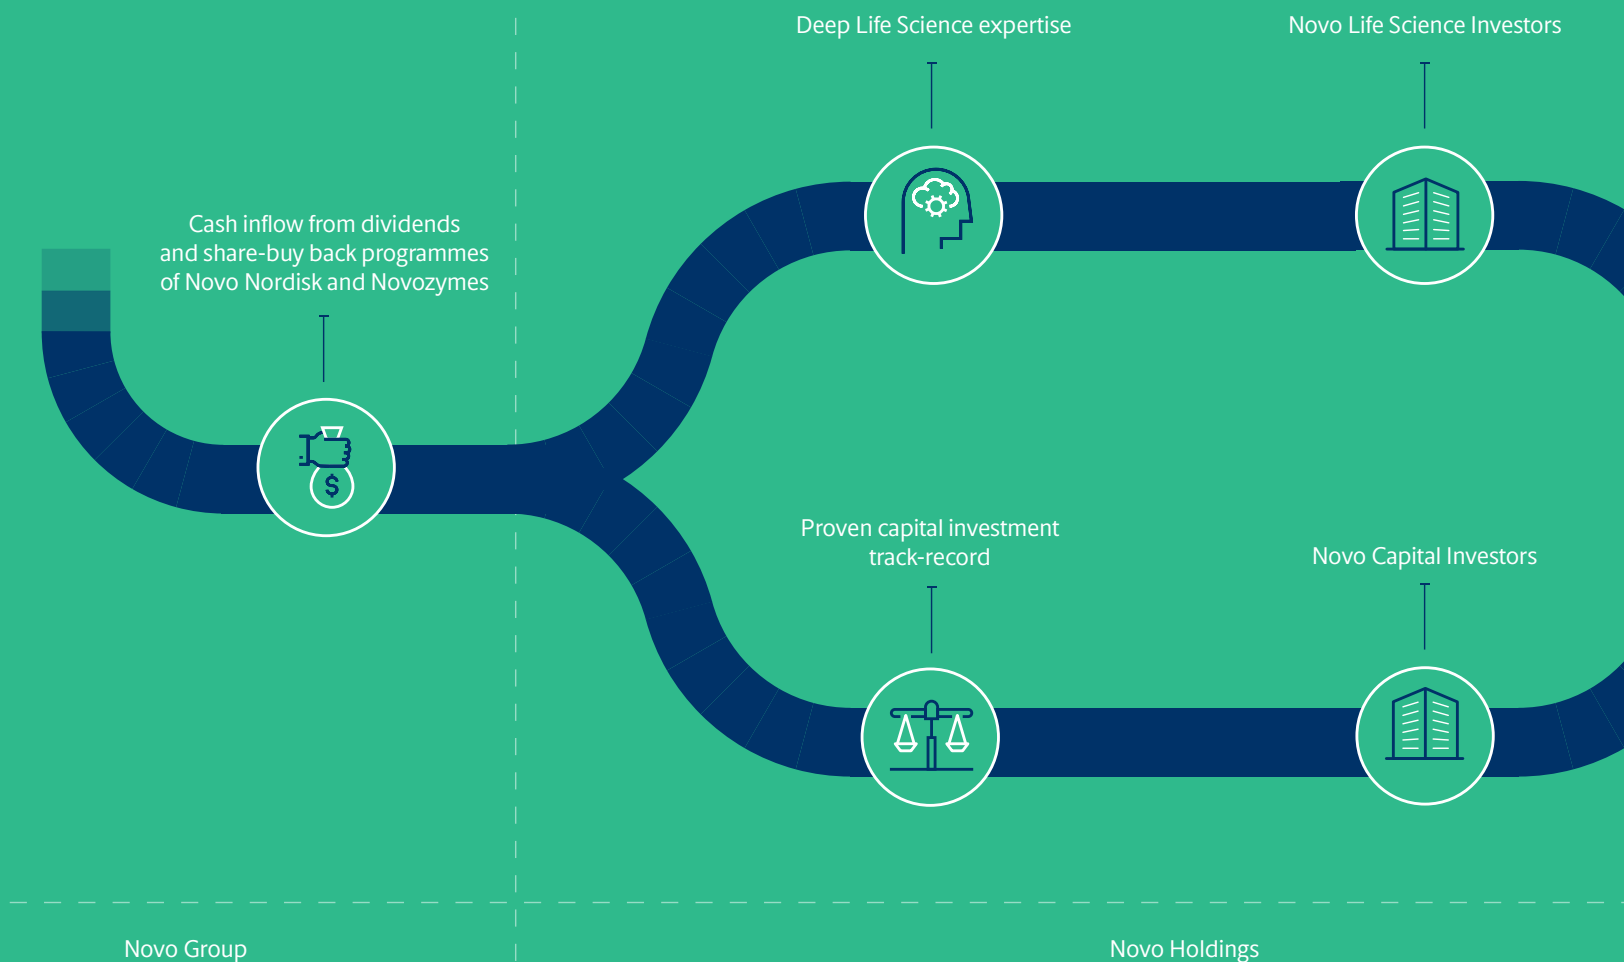 Deep Life Science expertise
Novo Life Science Investors
Cash inflow from dividends
and share-buy back programmes
of Novo Nordisk and Novozymes
$
Proven capital investment
track-record
Novo Capital Investors
Novo Group
Novo Holdings